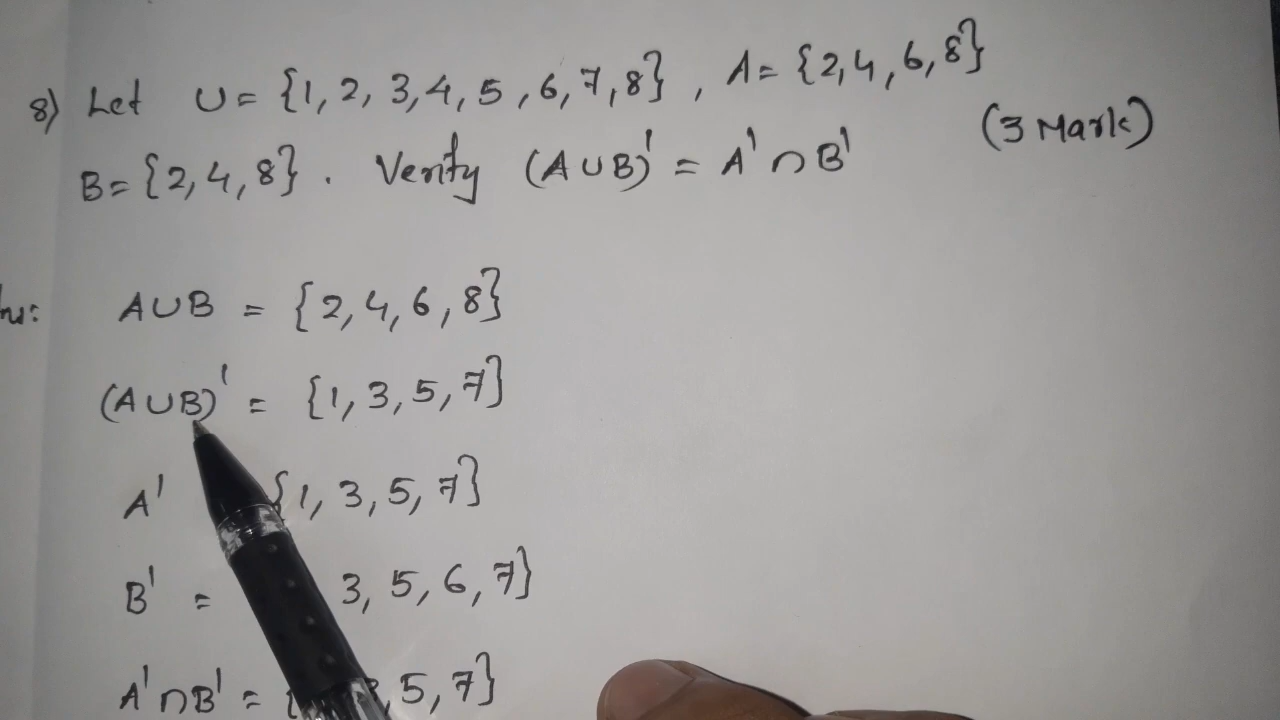 8) Let U = {1, 2, 3, 4, 5, 6, 7, 8}, A = {2, 4, 6, 8}
(3 Mark)
B = {2, 4, 8}. Verify (A∪B)' = A' ∩ B'
A∪B = {2, 4, 6, 8}
(A∪B)' = {1, 3, 5, 7}
A' {1, 3, 5, 7}
B' = 3, 5, 6, 7}
A'∩B' = { , 5, 7}